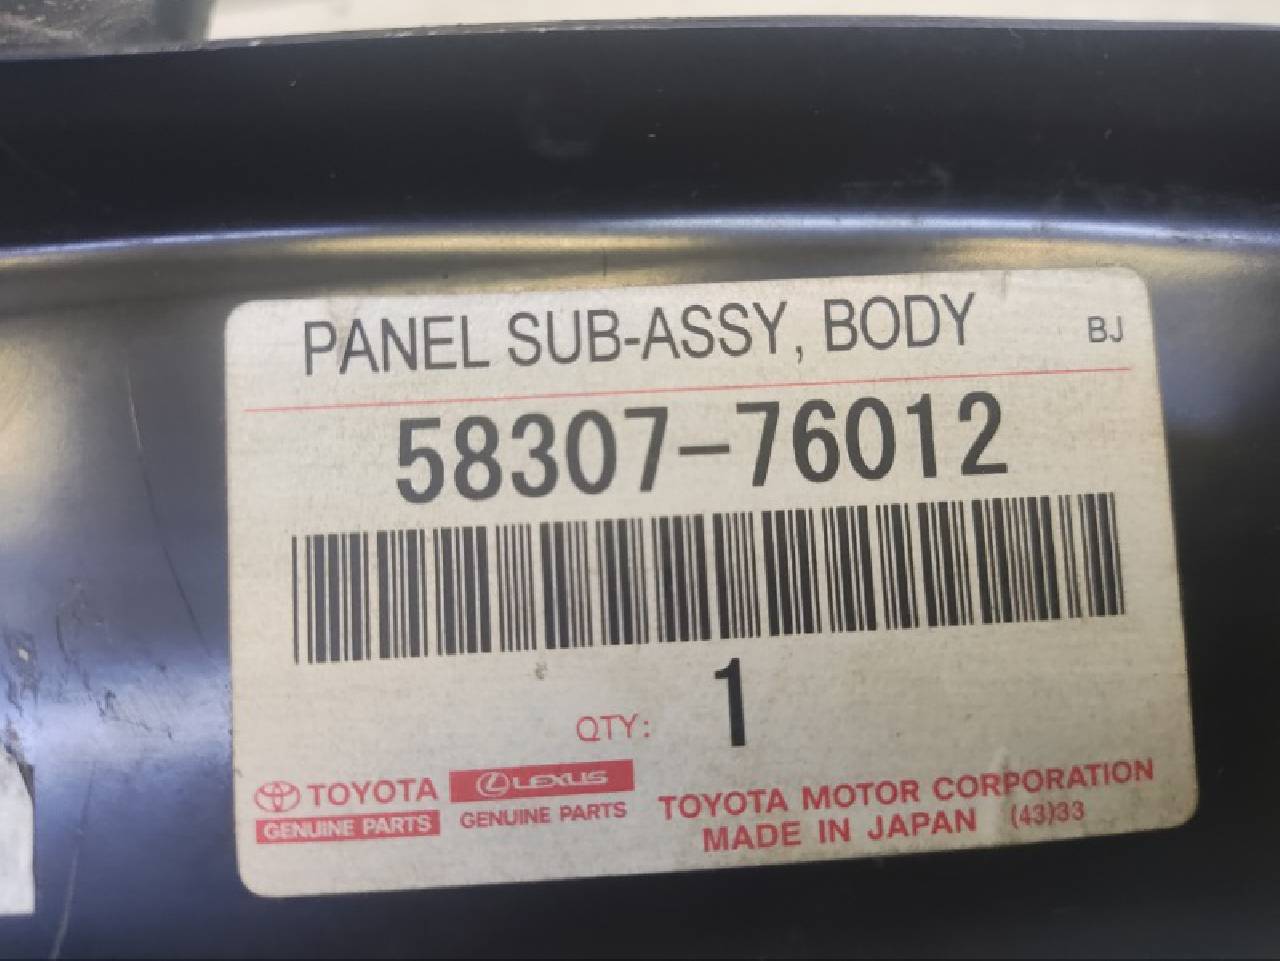 PANEL SUB-ASSY, BODY BJ
58307-76012
QTY: 1
TOYOTA LEXUS TOYOTA MOTOR CORPORATION
GENUINE PARTS GENUINE PARTS MADE IN JAPAN (43)33